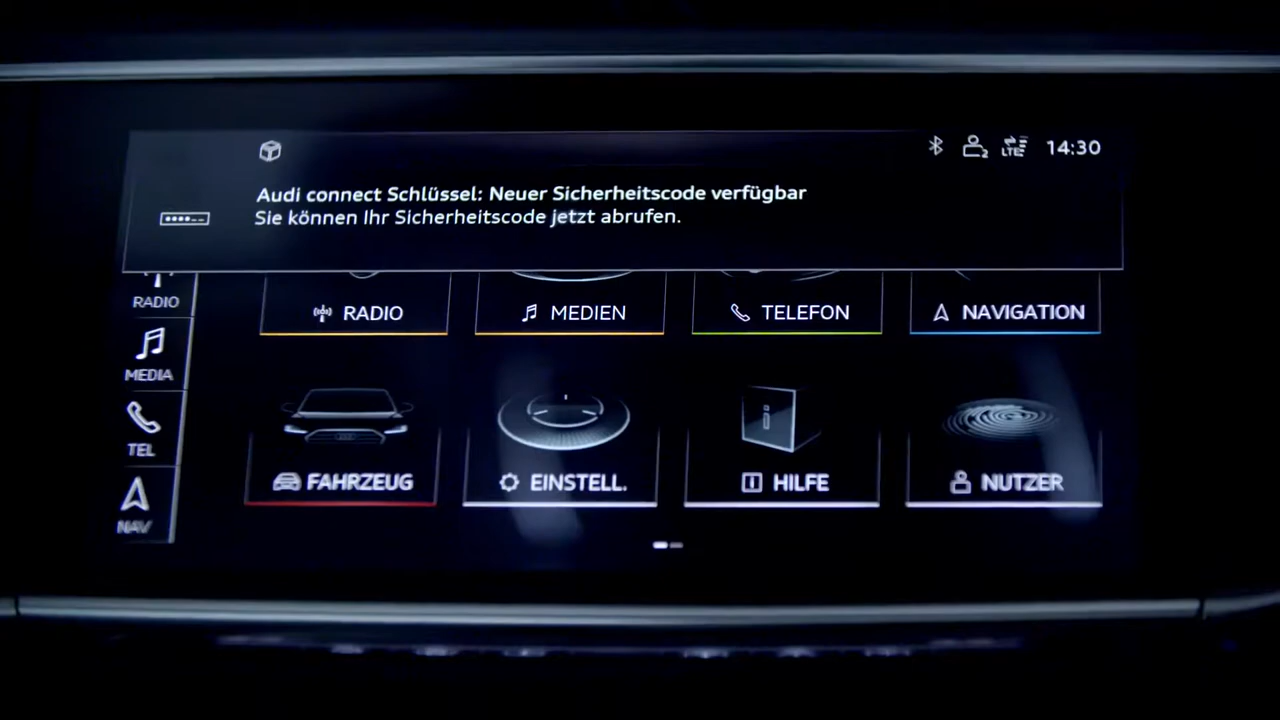 LTE 14:30
Audi connect Schlüssel: Neuer Sicherheitscode verfügbar
Sie können Ihr Sicherheitscode jetzt abrufen.
RADIO
MEDIA
TEL
NAV
RADIO MEDIEN TELEFON NAVIGATION
FAHRZEUG EINSTELL. HILFE NUTZER